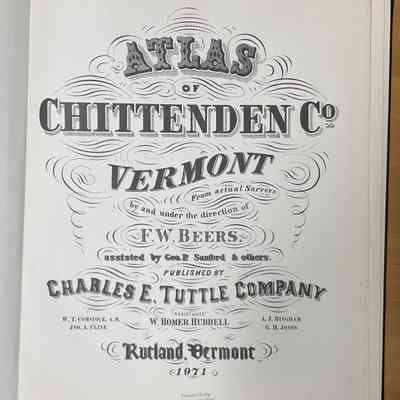 ATLAS
OF
CHITTENDEN Co.
VERMONT
From actual Surveys
by and under the direction of
F. W. BEERS.
assisted by Geo. P. Sanford & others.
PUBLISHED BY
CHARLES E. TUTTLE COMPANY
ASSISTANTS
W. T. COMSTOCK, A.M. W. HOMER HUBBELL A. J. BINGHAM
JNO. A. CLINE G. H. JONES
Rutland, Vermont
1971